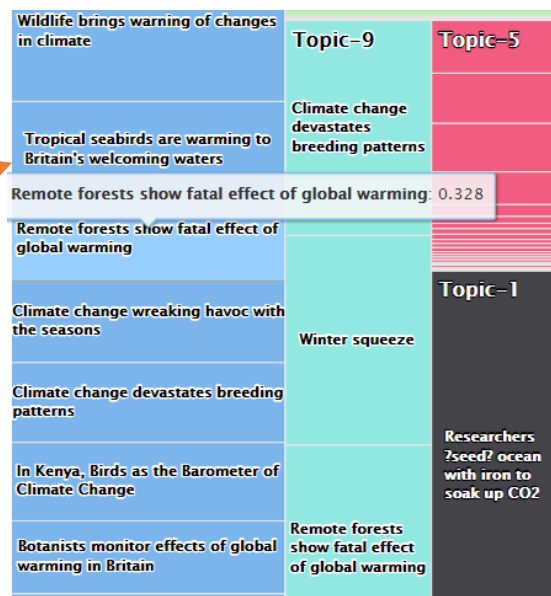 Wildlife brings warning of changes
in climate
Tropical seabirds are warming to
Britain's welcoming waters
Remote forests show fatal effect of global warming: 0.328
Remote forests show fatal effect of
global warming
Climate change wreaking havoc with
the seasons
Climate change devastates breeding
patterns
In Kenya, Birds as the Barometer of
Climate Change
Botanists monitor effects of global
warming in Britain
Topic-9
Climate change
devastates
breeding patterns
Winter squeeze
Remote forests
show fatal effect
of global warming
Topic-5
Topic-1
Researchers
?seed? ocean
with iron to
soak up CO2